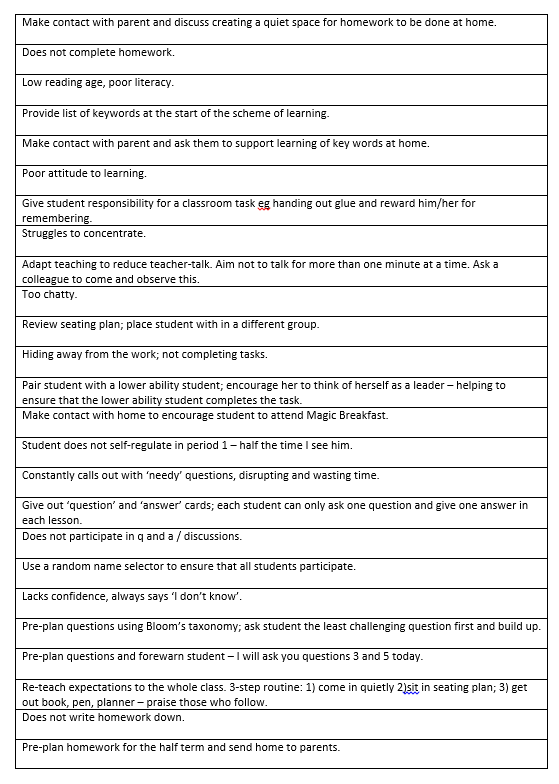 Make contact with parent and discuss creating a quiet space for homework to be done at home.
Does not complete homework.
Low reading age, poor literacy.
Provide list of keywords at the start of the scheme of learning.
Make contact with parent and ask them to support learning of key words at home.
Poor attitude to learning.
Give student responsibility for a classroom task eg handing out glue and reward him/her for
remembering.
Struggles to concentrate.
Adapt teaching to reduce teacher-talk. Aim not to talk for more than one minute at a time. Ask a
colleague to come and observe this.
Too chatty.
Review seating plan; place student with in a different group.
Hiding away from the work; not completing tasks.
Pair student with a lower ability student; encourage her to think of herself as a leader – helping to
ensure that the lower ability student completes the task.
Make contact with home to encourage student to attend Magic Breakfast.
Student does not self-regulate in period 1 – half the time I see him.
Constantly calls out with ‘needy’ questions, disrupting and wasting time.
Give out ‘question’ and ‘answer’ cards; each student can only ask one question and give one answer in
each lesson.
Does not participate in q and a / discussions.
Use a random name selector to ensure that all students participate.
Lacks confidence, always says ‘I don’t know’.
Pre-plan questions using Bloom’s taxonomy; ask student the least challenging question first and build up.
Pre-plan questions and forewarn student – I will ask you questions 3 and 5 today.
Re-teach expectations to the whole class. 3-step routine: 1) come in quietly 2)sit in seating plan; 3) get
out book, pen, planner – praise those who follow.
Does not write homework down.
Pre-plan homework for the half term and send home to parents.